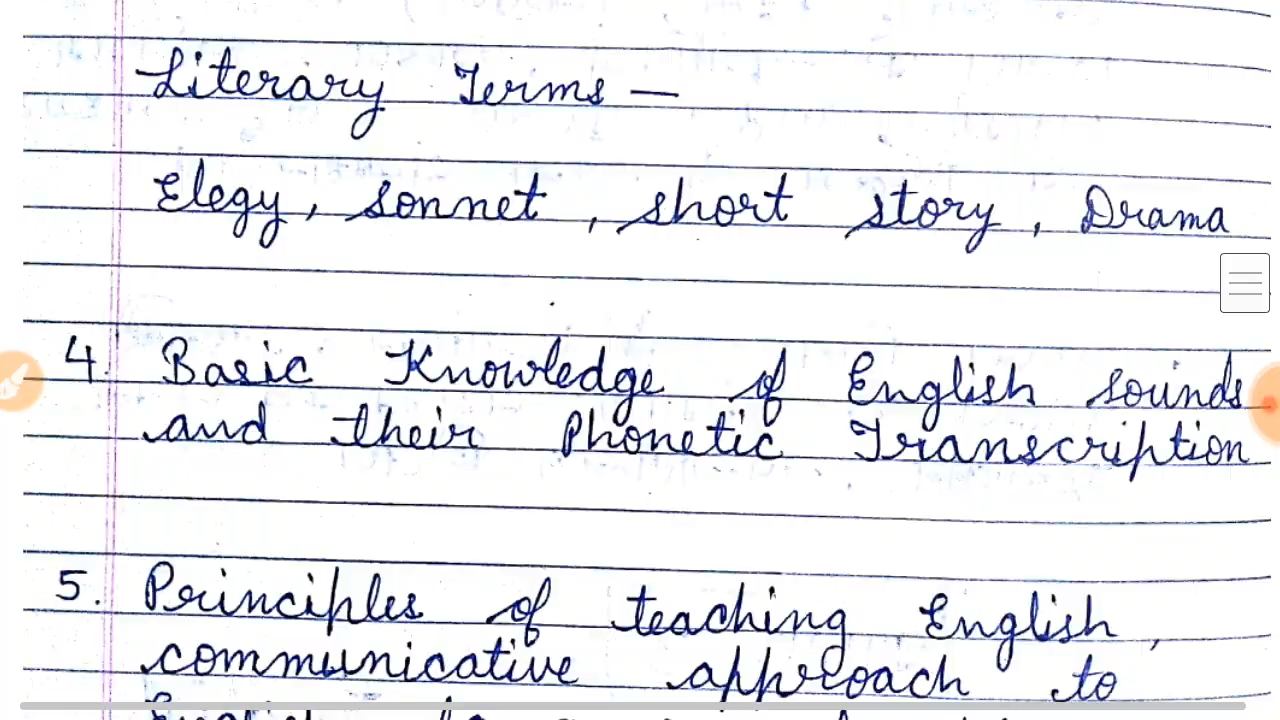 Literary Terms —
Elegy, sonnet, short story, Drama
4. Basic Knowledge of English sounds
and their Phonetic Transcription
5. Principles of teaching English,
communicative approach to
English